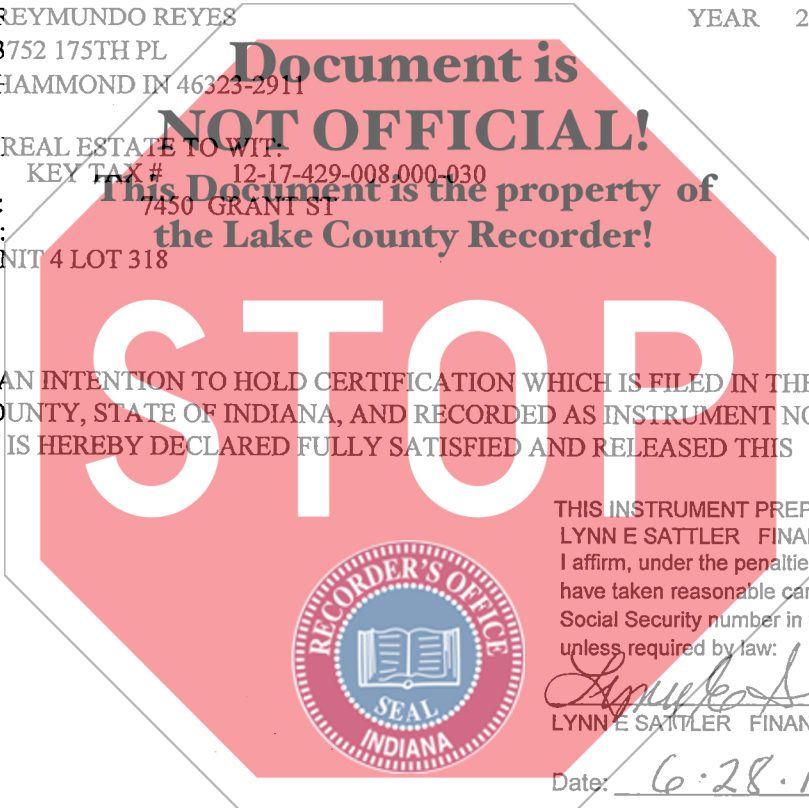 REYMUNDO REYES YEAR 2
3752 175TH PL
HAMMOND IN 46323-2911
Document is
NOT OFFICIAL!
REAL ESTATE TO WIT:
KEY TAX # 12-17-429-008.000-030
This Document is the property of
: 7450 GRANT ST
:
the Lake County Recorder!
NIT 4 LOT 318
STOP
AN INTENTION TO HOLD CERTIFICATION WHICH IS FILED IN THE
OUNTY, STATE OF INDIANA, AND RECORDED AS INSTRUMENT NO
IS HEREBY DECLARED FULLY SATISFIED AND RELEASED THIS
THIS INSTRUMENT PREP
LYNN E SATTLER FINAN
I affirm, under the penaltie
have taken reasonable car
Social Security number in
unless required by law:
RECORDER'S OFFICE
SEAL
INDIANA
LYNN E SATTLER FINAN
Date: 6.28.1